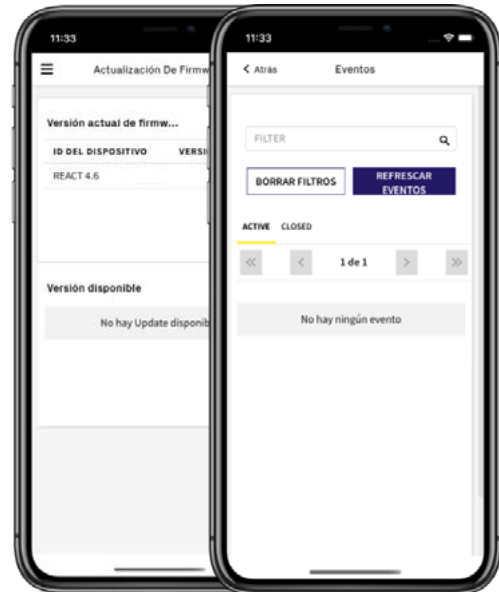 11:33
Actualización De Firmw
Versión actual de firmw...
ID DEL DISPOSITIVO
REACT 4.6
Versión disponible
No hay Update
11:33
Atrás Eventos
FILTER
BORRAR FILTROS
REFRESCAR
EVENTOS
ACTIVE CLOSED
<< < 1 de 1 > >>
No hay ningún evento